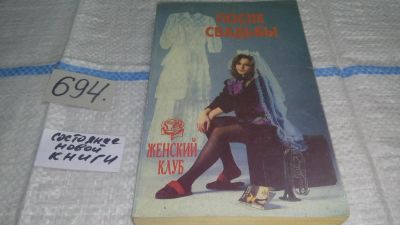 ПОСЛЕ
СВАДЬБЫ
694.
состояние
новой
книги
ЖЕНСКИЙ
КЛУБ